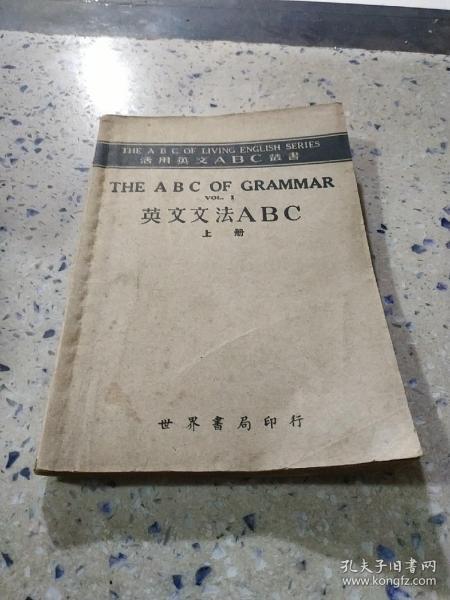 THE A B C OF LIVING ENGLISH SERIES
活用英文ABC叢書
THE A B C OF GRAMMAR
VOL. I
英文文法ABC
上 册
世界書局印行
孔夫子旧书网
www.kongfz.com